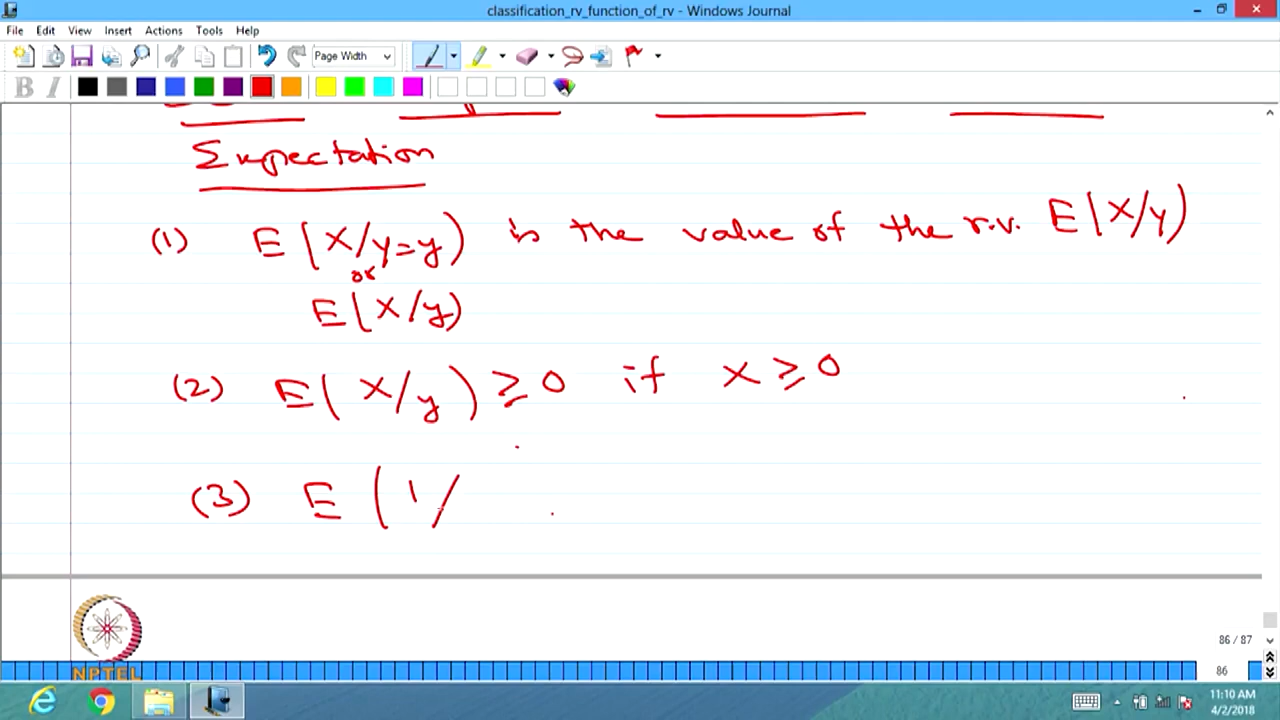 classification_rv_function_of_rv - Windows Journal
File Edit View Insert Actions Tools Help
Page Width
B I
Expectation
(1) E(X/Y=y) is the value of the r.v. E(X/Y)
or
E(X/y)
(2) E(X/y) ≥ 0 if X ≥ 0
(3) E(1/
86 / 87
NPTEL
86
11:10 AM
4/2/2018